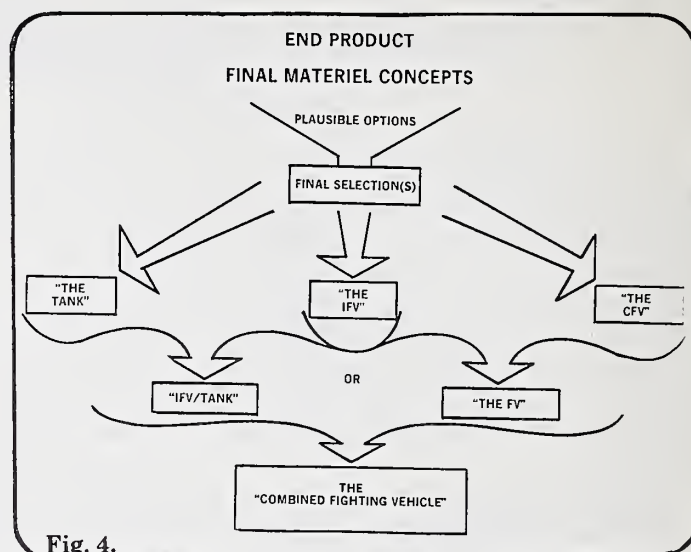 END PRODUCT
FINAL MATERIEL CONCEPTS
PLAUSIBLE OPTIONS
FINAL SELECTION(S)
"THE
TANK"
"THE
IFV"
"THE
CFV"
"IFV/TANK"
OR
"THE FV"
THE
"COMBINED FIGHTING VEHICLE"
Fig. 4.